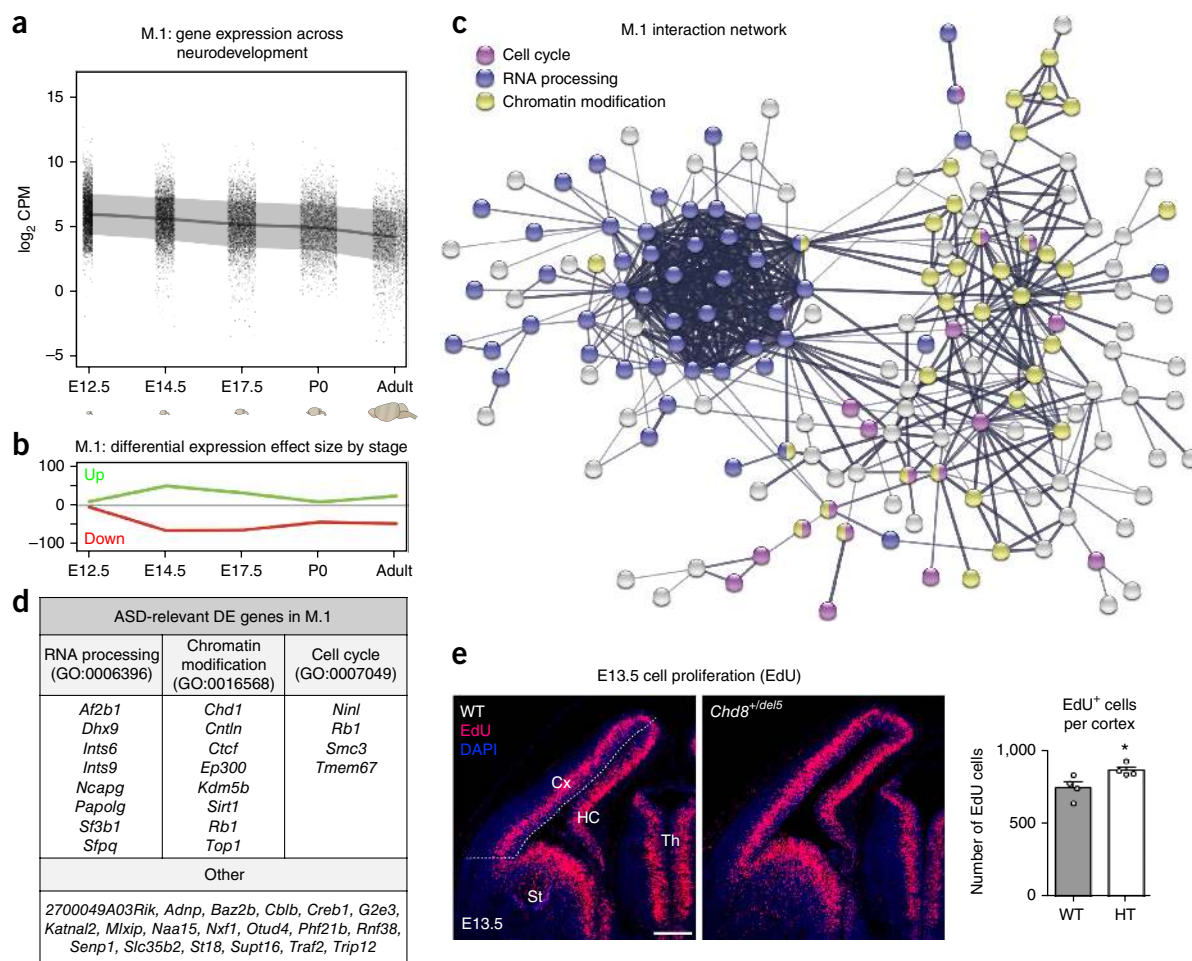 a
M.1: gene expression across
neurodevelopment
15
10
5
0
−5
log2 CPM
E12.5 E14.5 E17.5 P0 Adult
b
M.1: differential expression effect size by stage
100
0
−100
Up
Down
E12.5 E14.5 E17.5 P0 Adult
c
M.1 interaction network
Cell cycle
RNA processing
Chromatin modification
d
ASD-relevant DE genes in M.1
RNA processing
(GO:0006396)
Chromatin
modification
(GO:0016568)
Cell cycle
(GO:0007049)
Af2b1
Dhx9
Ints6
Ints9
Ncapg
Papolg
Sf3b1
Sfpq
Chd1
Cntln
Ctcf
Ep300
Kdm5b
Sirt1
Rb1
Top1
Ninl
Rb1
Smc3
Tmem67
Other
2700049A03Rik, Adnp, Baz2b, Cblb, Creb1, G2e3,
Katnal2, Mlxip, Naa15, Nxf1, Otud4, Phf21b, Rnf38,
Senp1, Slc35b2, St18, Supt16, Traf2, Trip12
e
E13.5 cell proliferation (EdU)
WT
EdU
DAPI
Cx
HC
Th
St
E13.5
Chd8+/del5
EdU+ cells
per cortex
*
Number of EdU cells
1,000
500
0
WT HT